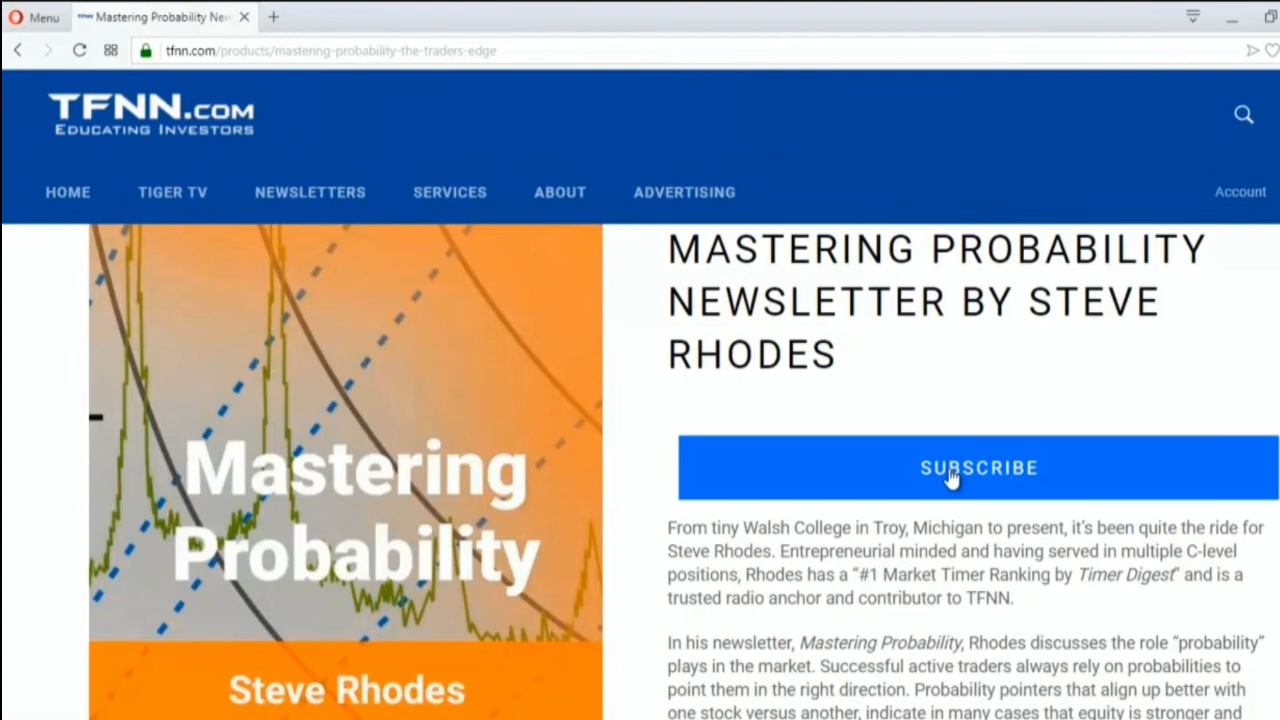 Menu
TFNN Mastering Probability New
tfnn.com/products/mastering-probability-the-traders-edge
TFNN.COM
EDUCATING INVESTORS
HOME TIGER TV NEWSLETTERS SERVICES ABOUT ADVERTISING Account
Mastering
Probability
Steve Rhodes
MASTERING PROBABILITY
NEWSLETTER BY STEVE
RHODES
SUBSCRIBE
From tiny Walsh College in Troy, Michigan to present, it's been quite the ride for
Steve Rhodes. Entrepreneurial minded and having served in multiple C-level
positions, Rhodes has a “#1 Market Timer Ranking by Timer Digest” and is a
trusted radio anchor and contributor to TFNN.
In his newsletter, Mastering Probability, Rhodes discusses the role “probability”
plays in the market. Successful active traders always rely on probabilities to
point them in the right direction. Probability pointers that align up better with
one stock versus another, indicate in many cases that equity is stronger and